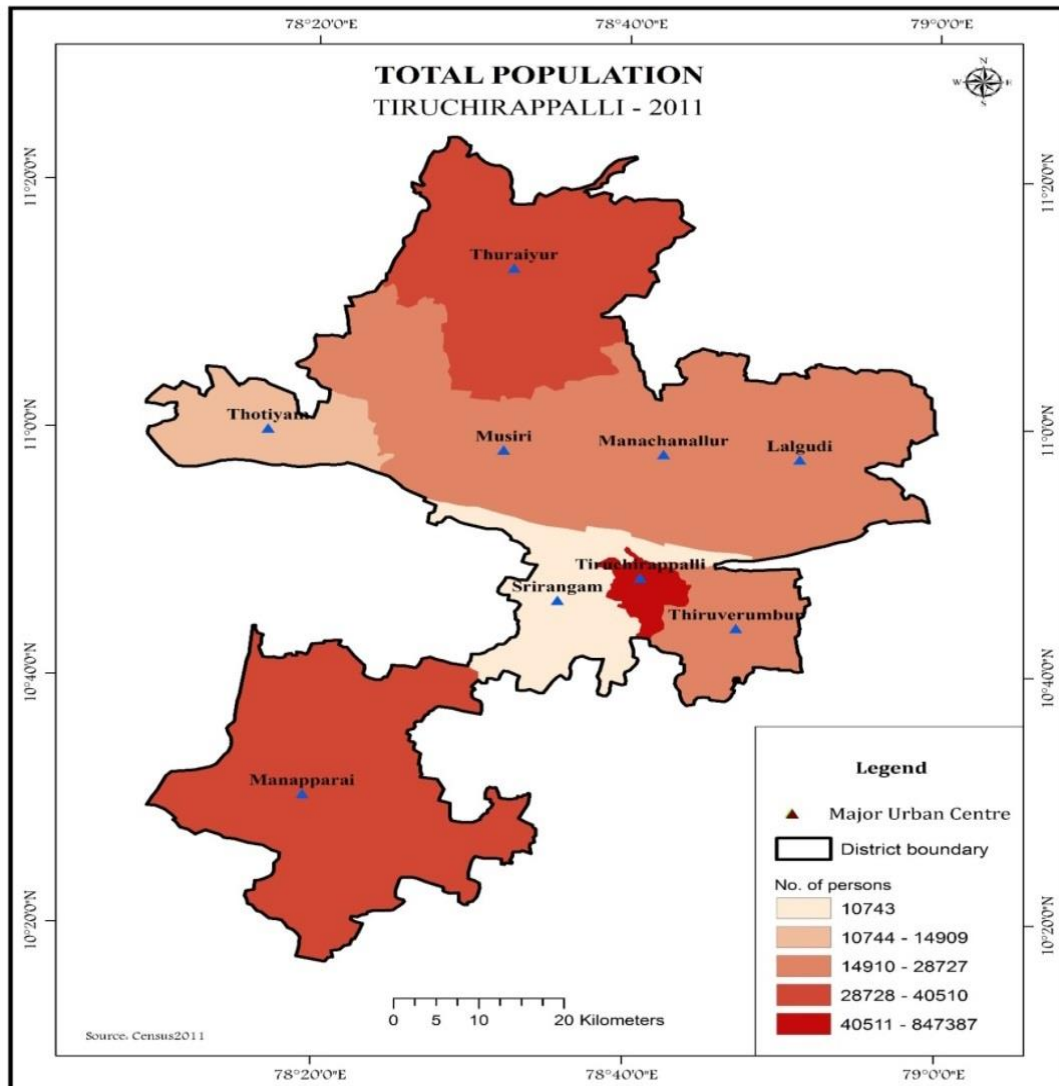 78°20'0"E 78°40'0"E 79°0'0"E
TOTAL POPULATION
TIRUCHIRAPPALLI - 2011
N
W E
S
11°20'0"N 11°20'0"N
Thuraiyur
Thotiyam
11°0'0"N 11°0'0"N
Musiri Manachanallur Lalgudi
Tiruchirappalli
Srirangam
Thiruverumbur
10°40'0"N 10°40'0"N
Manapparai
Legend
Major Urban Centre
District boundary
No. of persons
10743
10744 - 14909
14910 - 28727
28728 - 40510
40511 - 847387
10°20'0"N 10°20'0"N
0 5 10 20 Kilometers
Source, Census2011
78°20'0"E 78°40'0"E 79°0'0"E